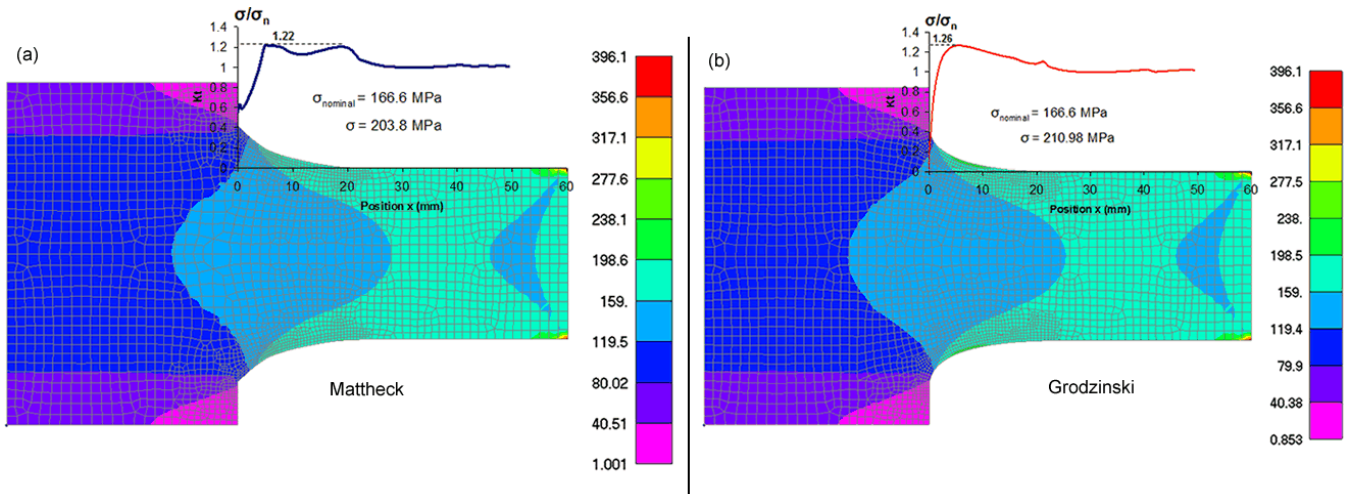 (a)
σ/σn
1.4
1.22
1.2
1
0.8
Kt
0.6
0.4
0.2
0
σnominal = 166.6 MPa
σ = 203.8 MPa
0 10 20 30 40 50 60
Position x (mm)
Mattheck
396.1
356.6
317.1
277.6
238.1
198.6
159.
119.5
80.02
40.51
1.001
(b)
σ/σn
1.4
1.26
1.2
1
0.8
Kt
0.6
0.4
0.2
0
σnominal = 166.6 MPa
σ = 210.98 MPa
0 10 20 30 40 50 60
Position x (mm)
Grodzinski
396.1
356.6
317.1
277.5
238.
198.5
159.
119.4
79.9
40.38
0.853